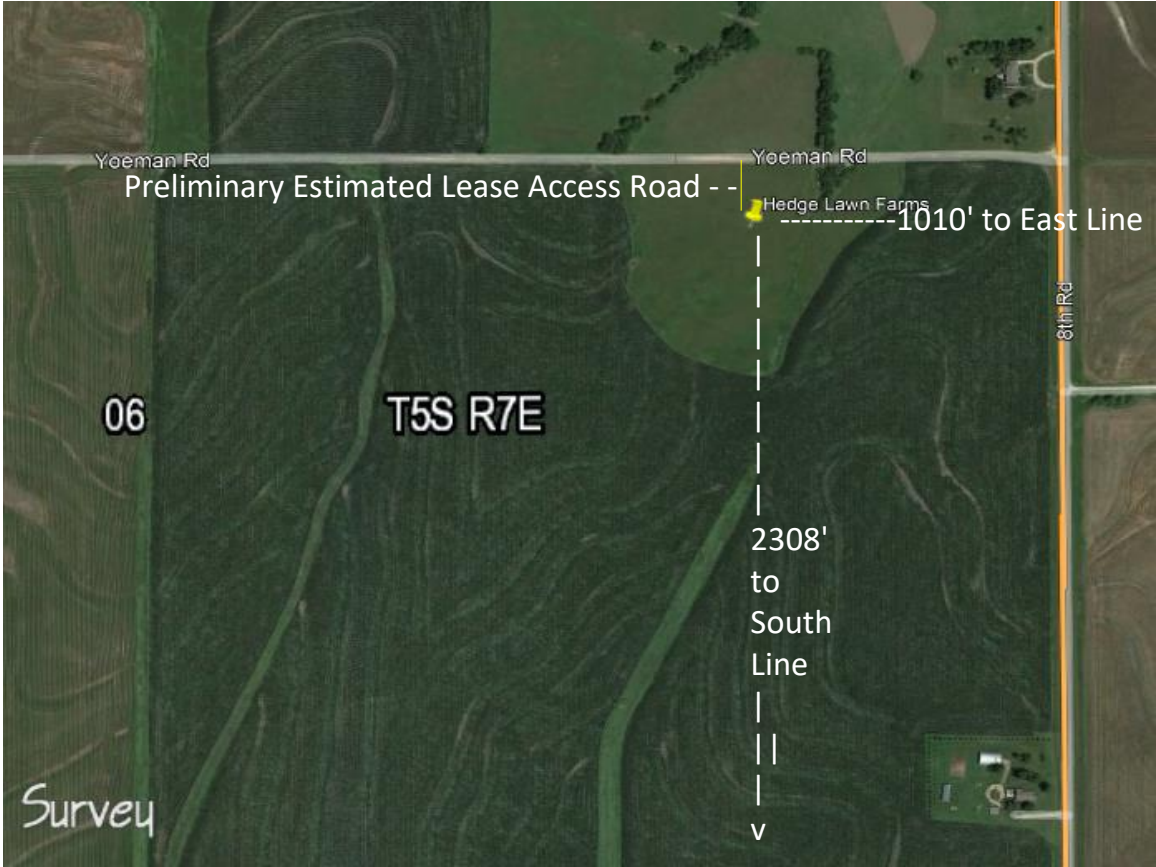 Yoeman Rd
Yoeman Rd
Preliminary Estimated Lease Access Road - -
Hedge Lawn Farms
-----------1010' to East Line
8th Rd
06
T5S R7E
2308'
to
South
Line
v
Survey